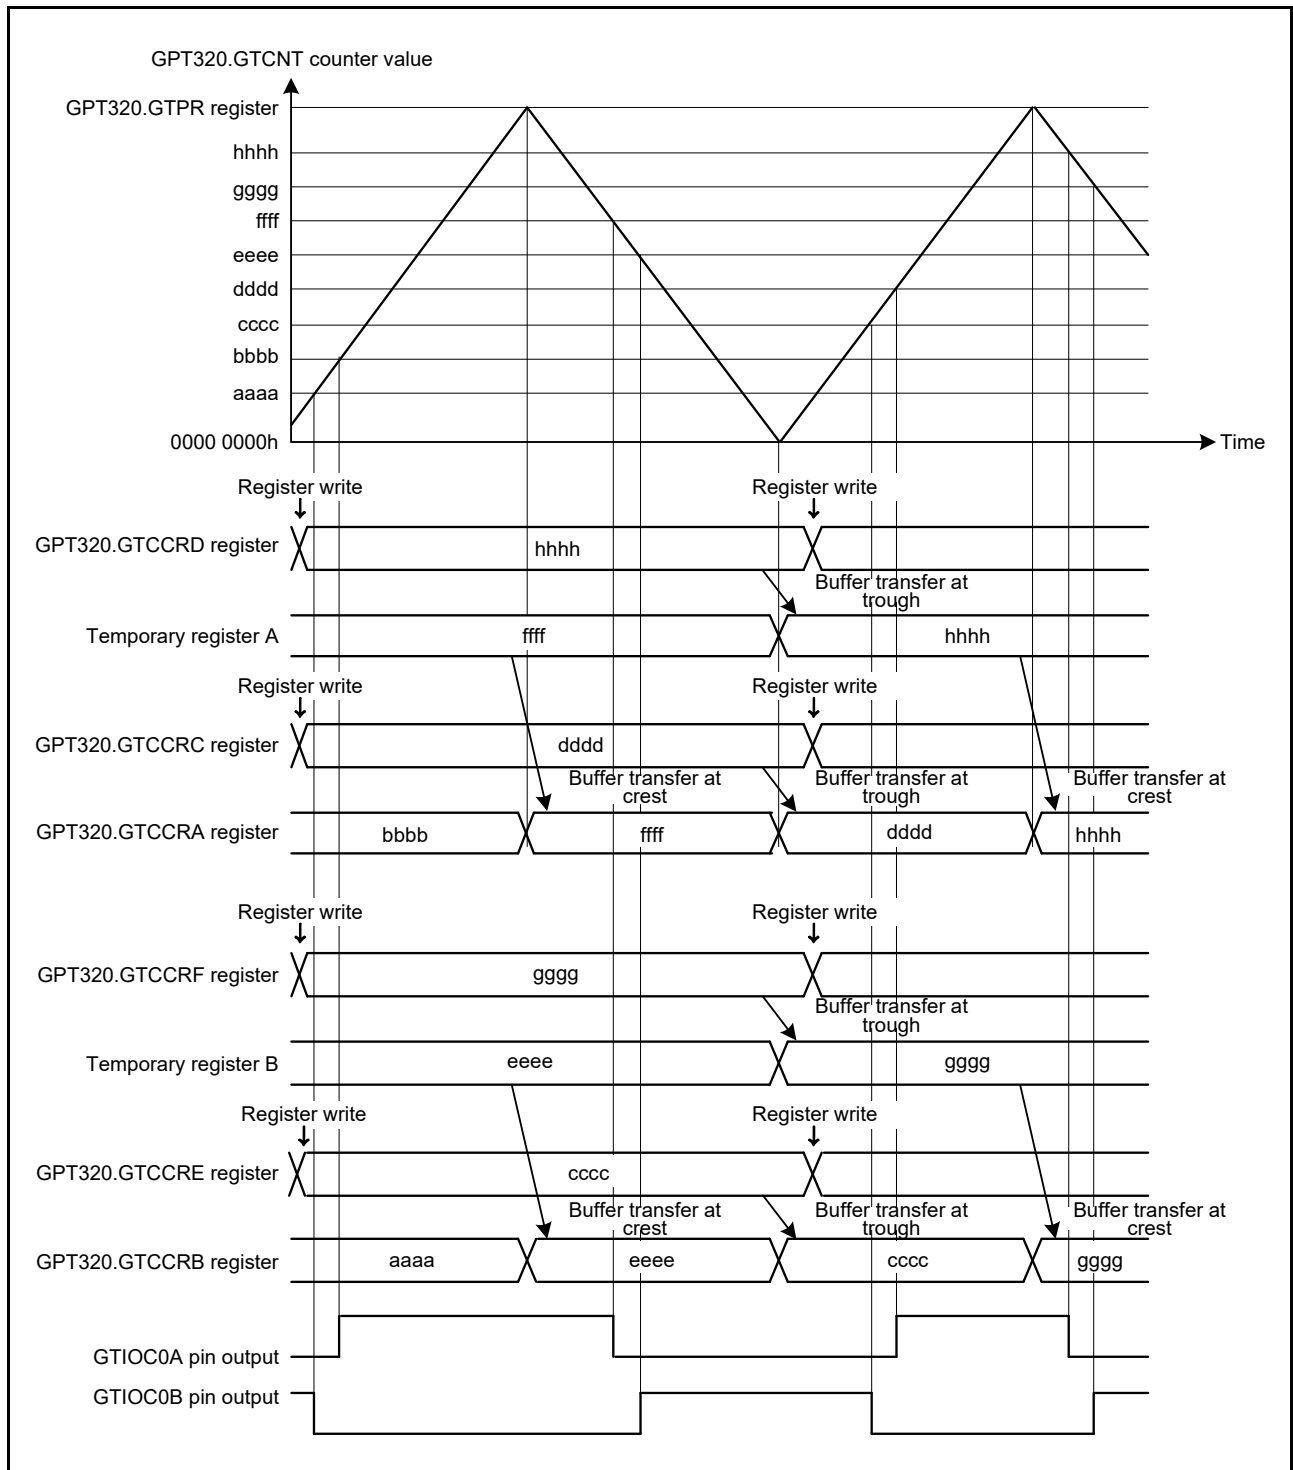 GPT320.GTCNT counter value
GPT320.GTPR register
hhhh
gggg
ffff
eeee
dddd
cccc
bbbb
aaaa
0000 0000h
Time
Register write
Register write
GPT320.GTCCRD register
hhhh
Buffer transfer at
trough
Temporary register A
ffff
hhhh
Register write
Register write
GPT320.GTCCRC register
dddd
Buffer transfer at
crest
Buffer transfer at
trough
Buffer transfer at
crest
GPT320.GTCCRA register
bbbb
ffff
dddd
hhhh
Register write
Register write
GPT320.GTCCRF register
gggg
Buffer transfer at
trough
Temporary register B
eeee
gggg
Register write
Register write
GPT320.GTCCRE register
cccc
Buffer transfer at
crest
Buffer transfer at
trough
Buffer transfer at
crest
GPT320.GTCCRB register
aaaa
eeee
cccc
gggg
GTIOC0A pin output
GTIOC0B pin output